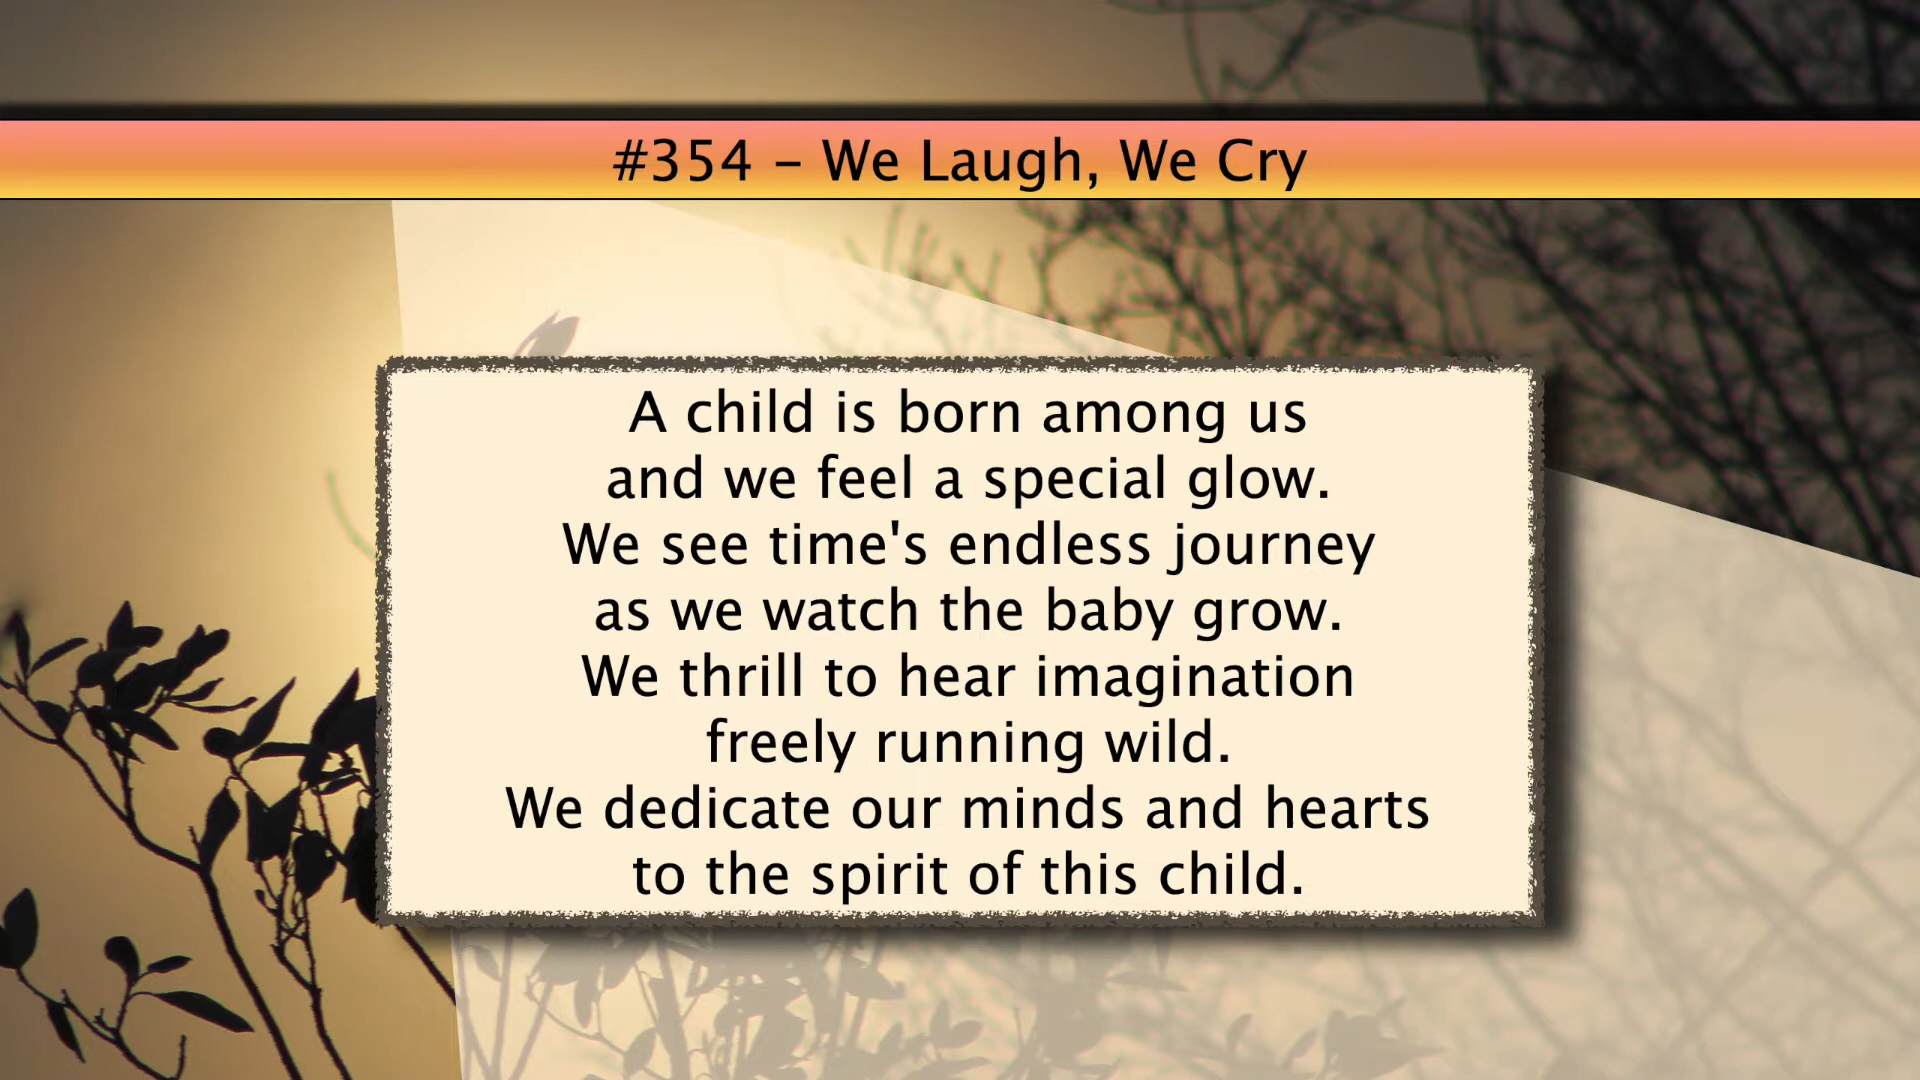 #354 – We Laugh, We Cry
A child is born among us
and we feel a special glow.
We see time's endless journey
as we watch the baby grow.
We thrill to hear imagination
freely running wild.
We dedicate our minds and hearts
to the spirit of this child.